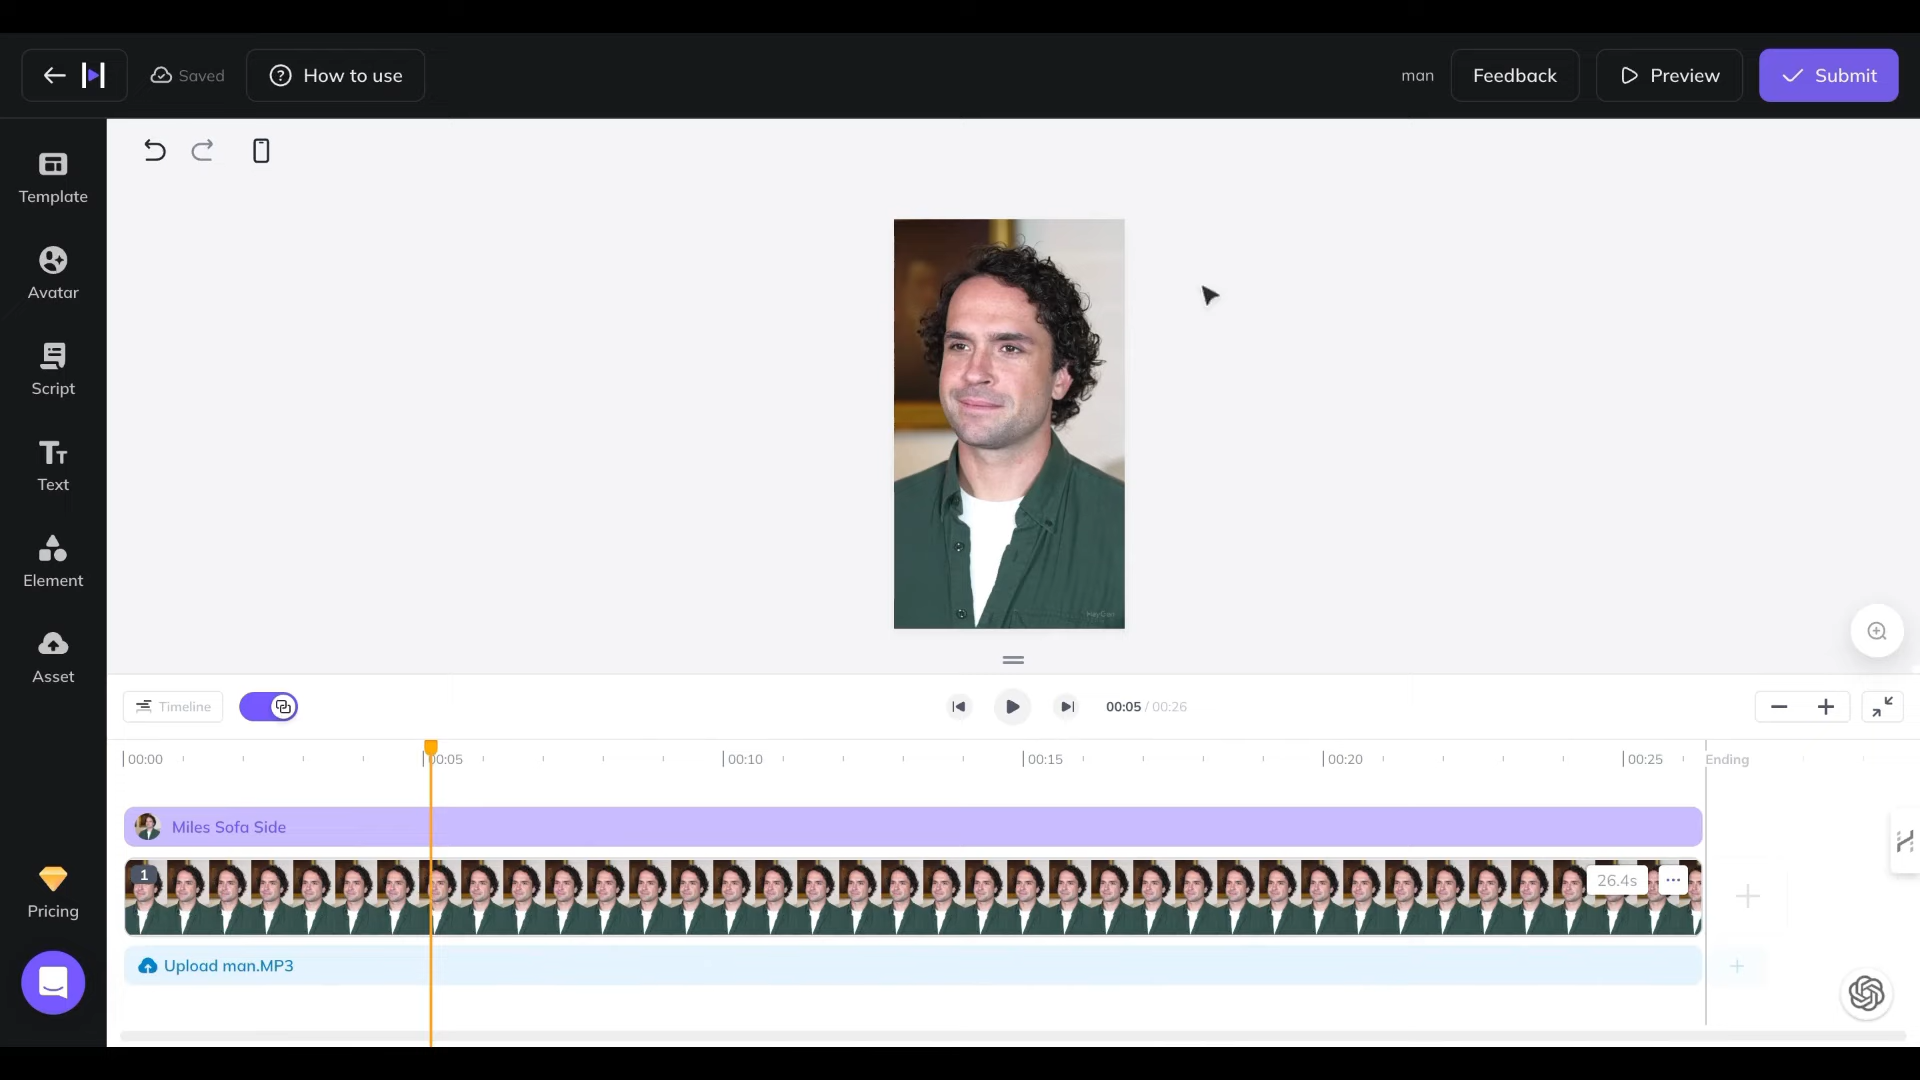 Saved
How to use
man
Feedback
Preview
Submit
Template
Avatar
Script
Text
Element
Asset
Pricing
HeyGen
Timeline
00:05 / 00:26
00:00
00:05
00:10
00:15
00:20
00:25
Ending
Miles Sofa Side
1
26.4s
Upload man.MP3